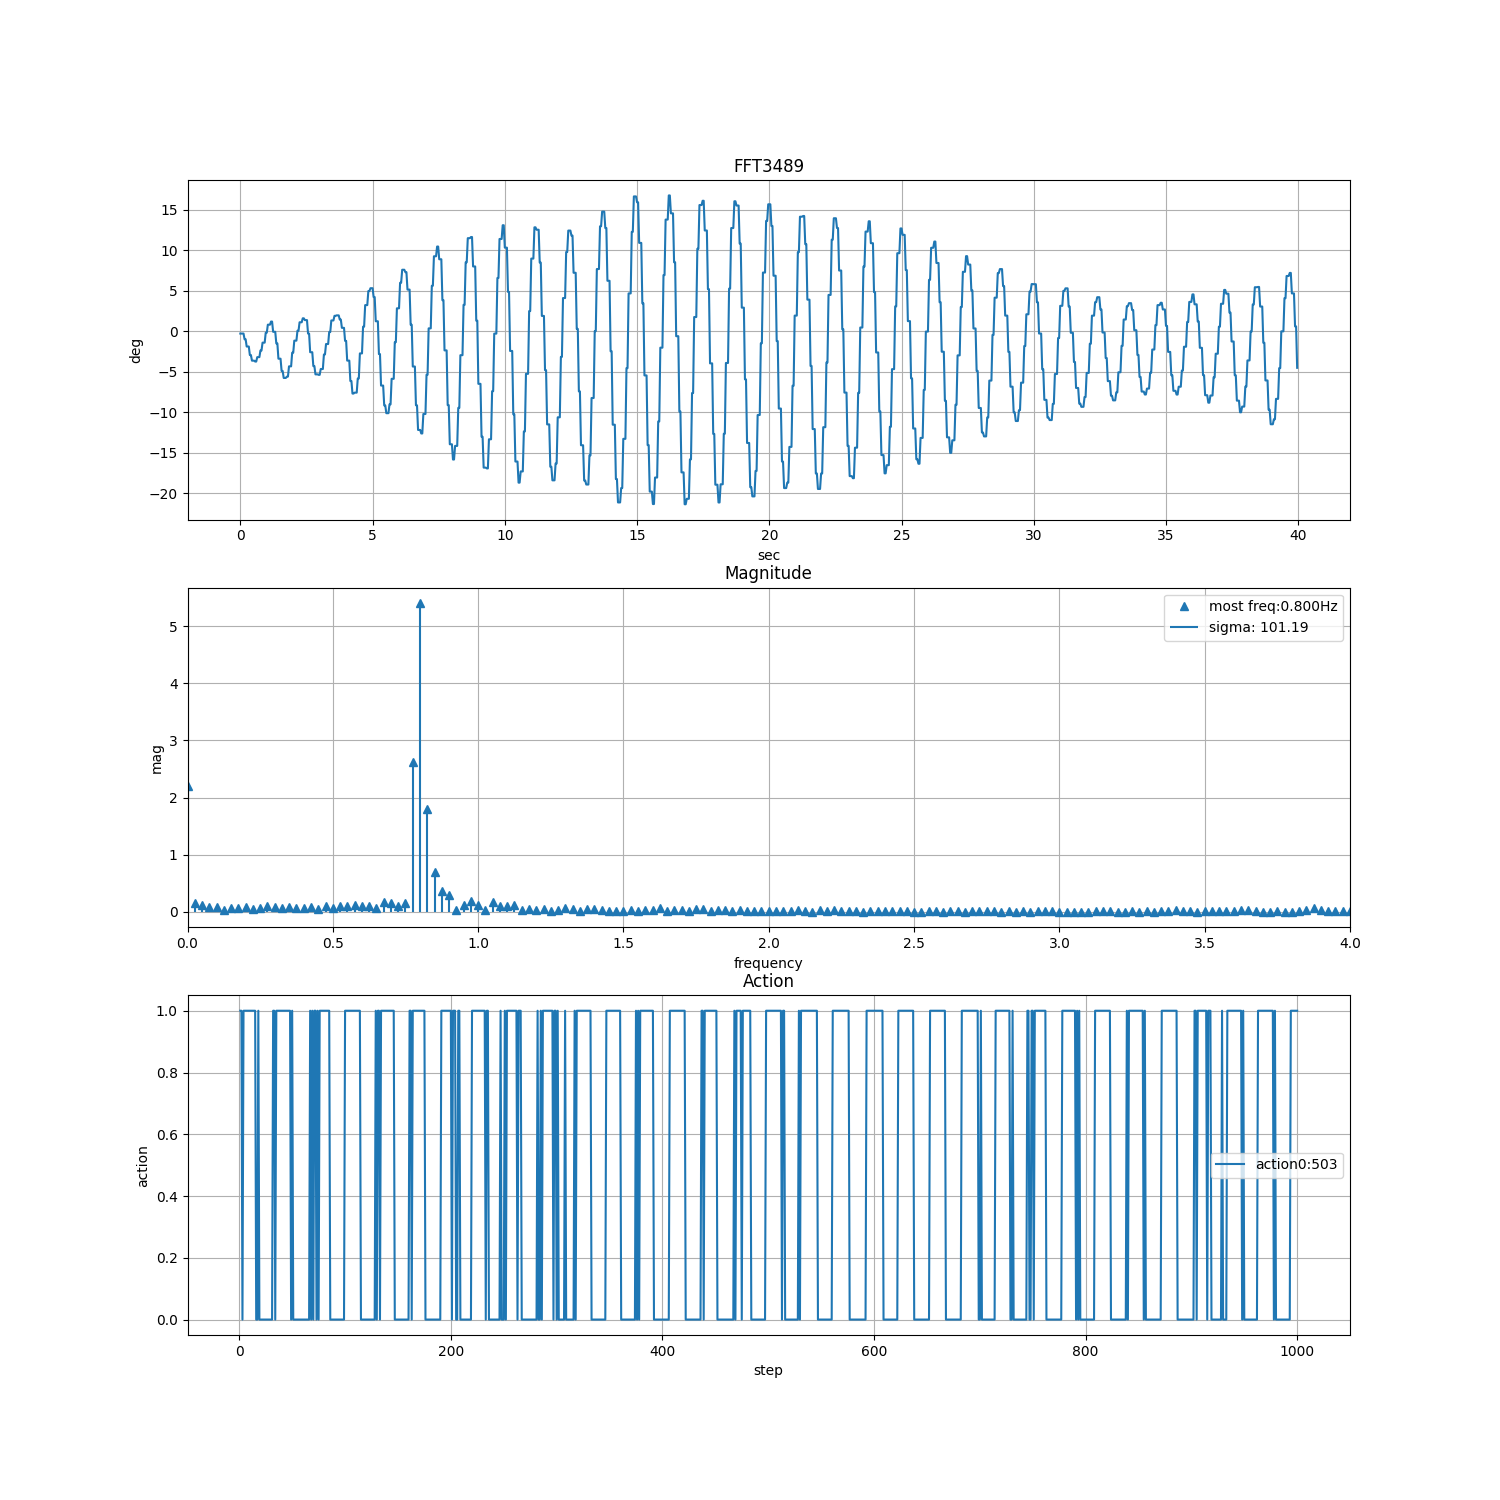 FFT3489
deg
15
10
5
0
−5
−10
−15
−20
0 5 10 15 20 25 30 35 40
sec
Magnitude
mag
5
4
3
2
1
0
most freq:0.800Hz
sigma: 101.19
0.0 0.5 1.0 1.5 2.0 2.5 3.0 3.5 4.0
frequency
Action
action
1.0
0.8
0.6
0.4
0.2
0.0
action0:503
0 200 400 600 800 1000
step